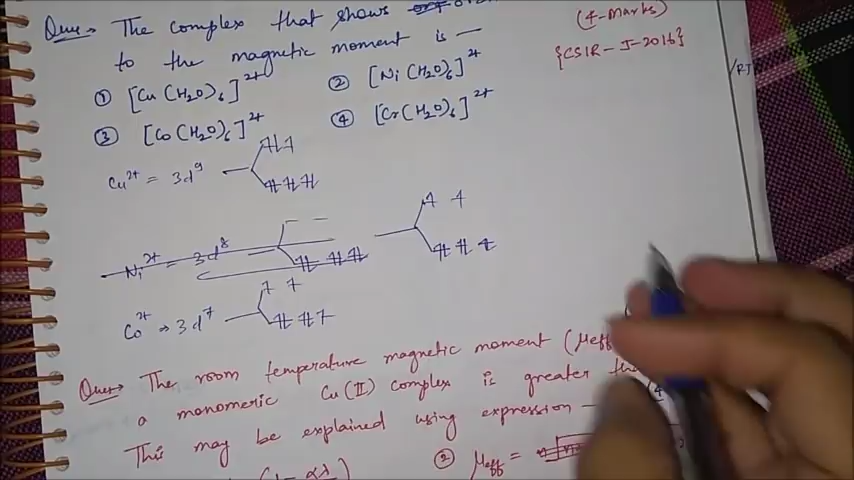 Ques → The complex that shows
(4-Marks)
to the magnetic moment is —
{CSIR - J-2016}
① [Cu(H₂O)₆]²⁺ ② [Ni(H₂O)₆]²⁺
③ [Co(H₂O)₆]²⁺ ④ [Cr(H₂O)₆]²⁺
Cu²⁺ = 3d⁹
Ni²⁺ = 3d⁸
Co²⁺ → 3d⁷
Ques → The room temperature magnetic moment (μeff
a monomeric Cu(II) complex is greater
This may be explained using expression —
② μeff =